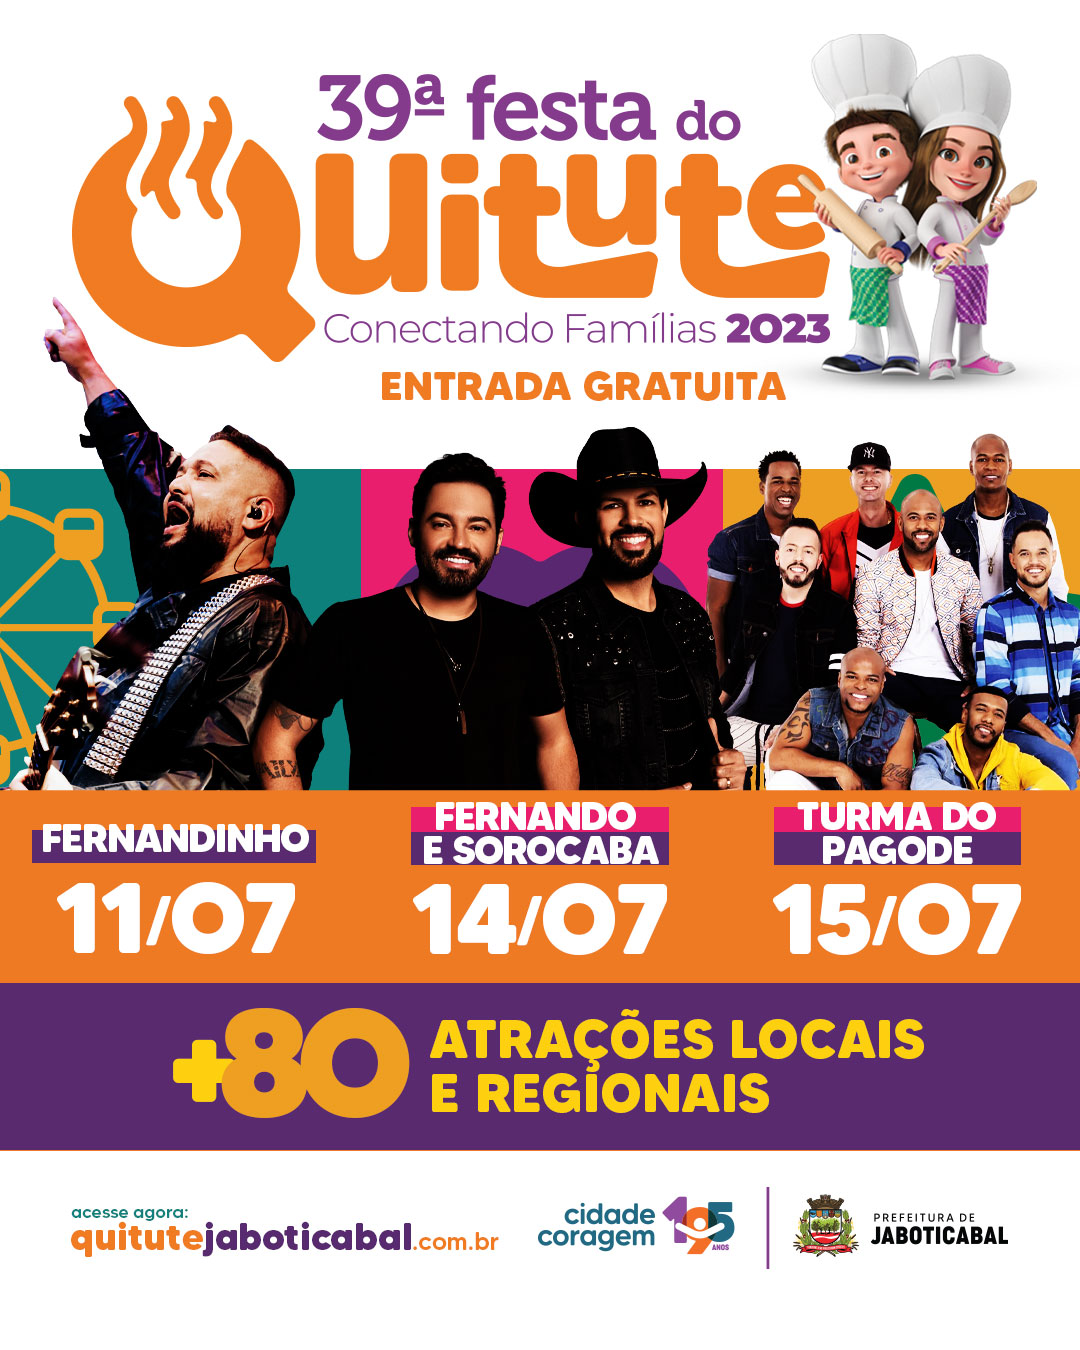 39ª festa do
Quitute
Conectando Famílias 2023
ENTRADA GRATUITA
NY
FERNANDINHO
11/07
FERNANDO
E SOROCABA
14/07
TURMA DO
PAGODE
15/07
+80
ATRAÇÕES LOCAIS
E REGIONAIS
acesse agora:
quitutejaboticabal.com.br
cidade
coragem
195
ANOS
PREFEITURA DE
JABOTICABAL